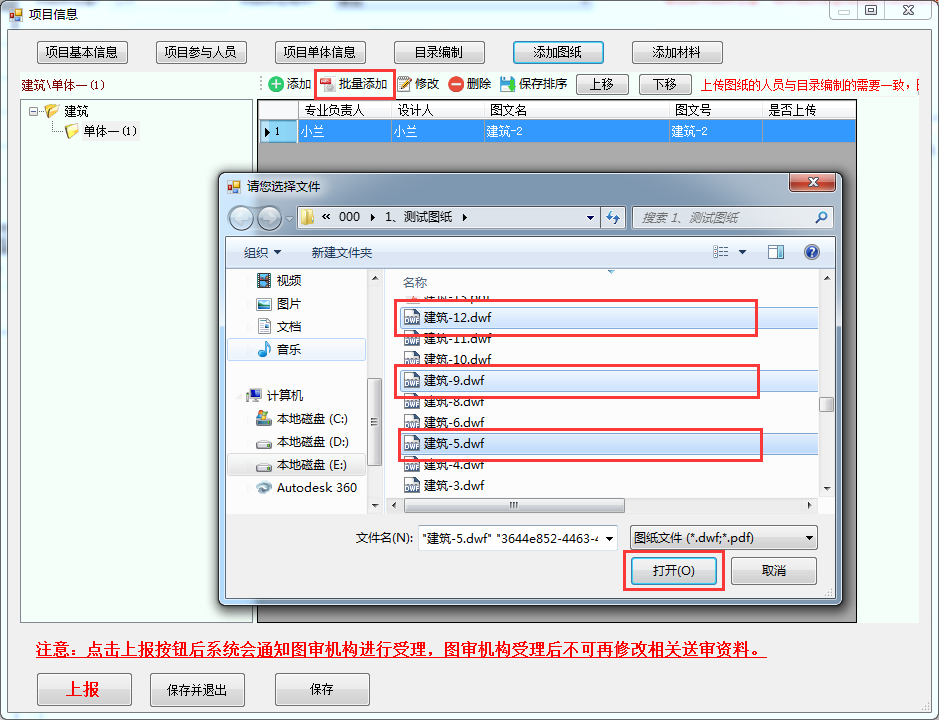 项目信息
项目基本信息
项目参与人员
项目单体信息
目录编制
添加图纸
添加材料
建筑\单体一(1)
添加
批量添加
修改
删除
保存排序
上移
下移
上传图纸的人员与目录编制的需要一致，
建筑
单体一(1)
专业负责人 设计人 图文名 图文号 是否上传
1 小兰 小兰 建筑-2 建筑-2
请您选择文件
« 000 1、测试图纸
搜索 1、测试图纸
组织
新建文件夹
视频
图片
文档
音乐
计算机
本地磁盘 (C:)
本地磁盘 (D:)
本地磁盘 (E:)
Autodesk 360
名称
建筑-12.dwf
建筑-11.dwf
建筑-10.dwf
建筑-9.dwf
建筑-8.dwf
建筑-6.dwf
建筑-5.dwf
建筑-4.dwf
建筑-3.dwf
文件名(N):
"建筑-5.dwf" "3644e852-4463-4
图纸文件 (*.dwf;*.pdf)
打开(O)
取消
注意：点击上报按钮后系统会通知图审机构进行受理，图审机构受理后不可再修改相关送审资料。
上报
保存并退出
保存